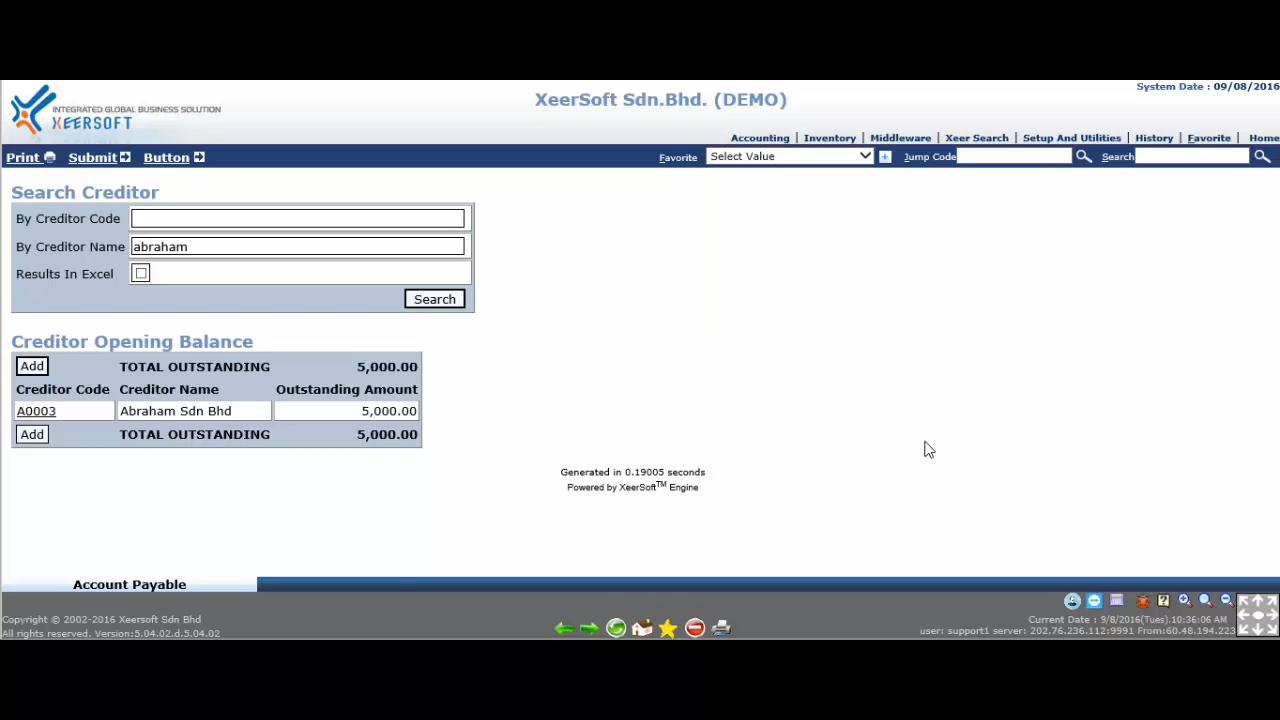 INTEGRATED GLOBAL BUSINESS SOLUTION
XEERSOFT
XeerSoft Sdn.Bhd. (DEMO)
System Date : 09/08/2016
Accounting | Inventory | Middleware | Xeer Search | Setup And Utilities | History | Favorite | Home
Print Submit Button Favorite Select Value Jump Code Search
Search Creditor
By Creditor Code
By Creditor Name abraham
Results In Excel
Search
Creditor Opening Balance
Add TOTAL OUTSTANDING 5,000.00
Creditor Code Creditor Name Outstanding Amount
A0003 Abraham Sdn Bhd 5,000.00
Add TOTAL OUTSTANDING 5,000.00
Generated in 0.19005 seconds
Powered by XeerSoft™ Engine
Account Payable
Copyright © 2002-2016 Xeersoft Sdn Bhd
All rights reserved. Version:5.04.02.d.5.04.02
Current Date : 9/8/2016(Tues).10:36:06 AM
user: support1 server: 202.76.236.112:9991 From:60.48.194.223